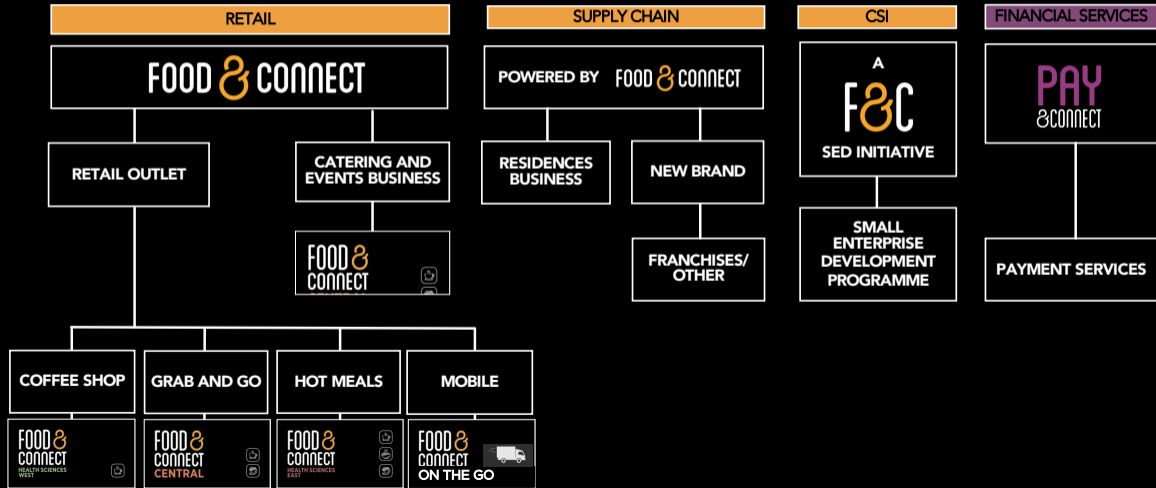 RETAIL
FOOD & CONNECT
RETAIL OUTLET
CATERING AND
EVENTS BUSINESS
FOOD &
CONNECT
COFFEE SHOP
GRAB AND GO
HOT MEALS
MOBILE
FOOD &
CONNECT
HEALTH SCIENCES
WEST
FOOD &
CONNECT
CENTRAL
FOOD &
CONNECT
HEALTH SCIENCES
EAST
FOOD &
CONNECT
ON THE GO
SUPPLY CHAIN
POWERED BY FOOD & CONNECT
RESIDENCES
BUSINESS
NEW BRAND
FRANCHISES/
OTHER
CSI
A
F&C
SED INITIATIVE
SMALL
ENTERPRISE
DEVELOPMENT
PROGRAMME
FINANCIAL SERVICES
PAY
&CONNECT
PAYMENT SERVICES